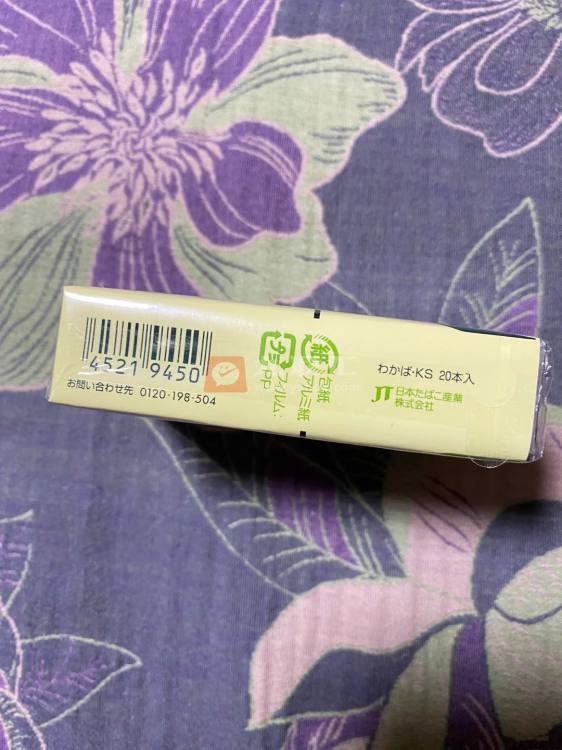 4521 9450
お問い合わせ先 0120・198・504
紙
包紙
アルミ紙
プラ
フィルム:
PP
わかば・KS 20本入
JT 日本たばこ産業
株式会社